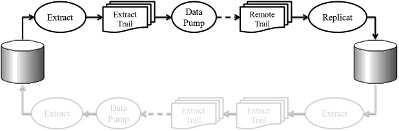 Extract
Extract
Trail
Data
Pump
Remote
Trail
Replicat
Extract
Data
Pump
Extract
Trail
Extract
Trail
Extract